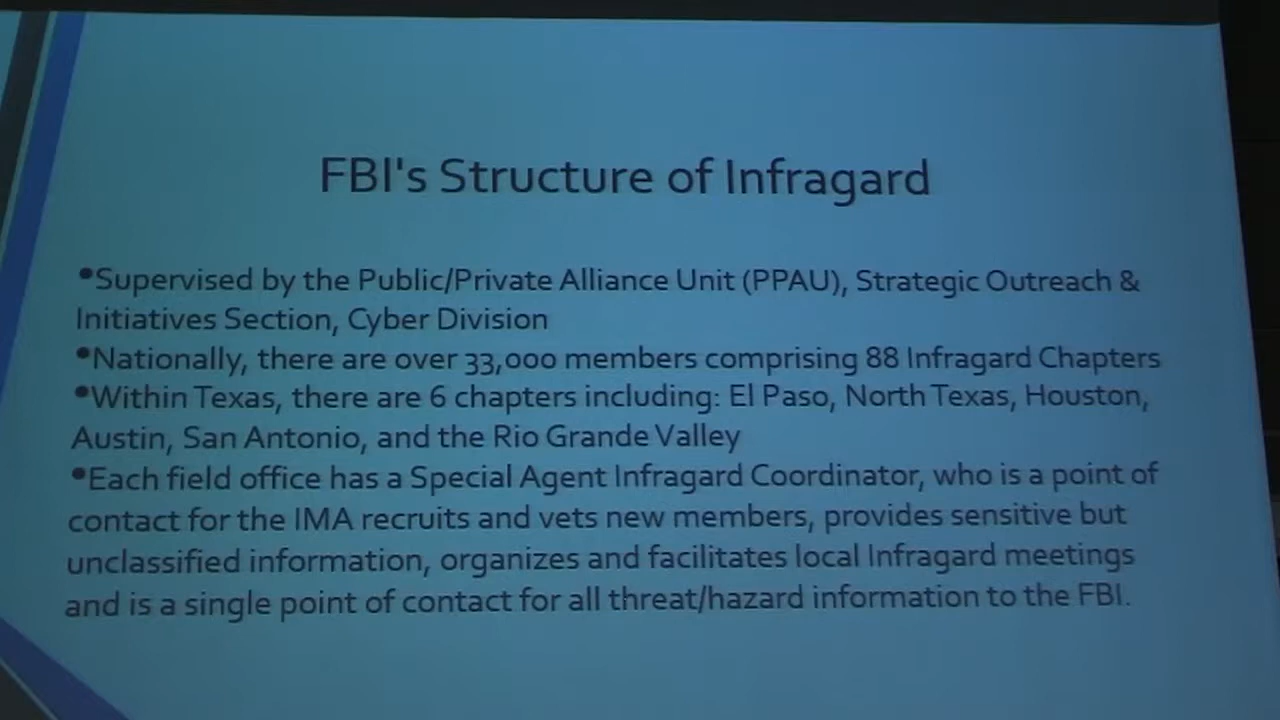 FBI's Structure of Infragard
•Supervised by the Public/Private Alliance Unit (PPAU), Strategic Outreach &
Initiatives Section, Cyber Division
•Nationally, there are over 33,000 members comprising 88 Infragard Chapters
•Within Texas, there are 6 chapters including: El Paso, North Texas, Houston,
Austin, San Antonio, and the Rio Grande Valley
•Each field office has a Special Agent Infragard Coordinator, who is a point of
contact for the IMA recruits and vets new members, provides sensitive but
unclassified information, organizes and facilitates local Infragard meetings
and is a single point of contact for all threat/hazard information to the FBI.